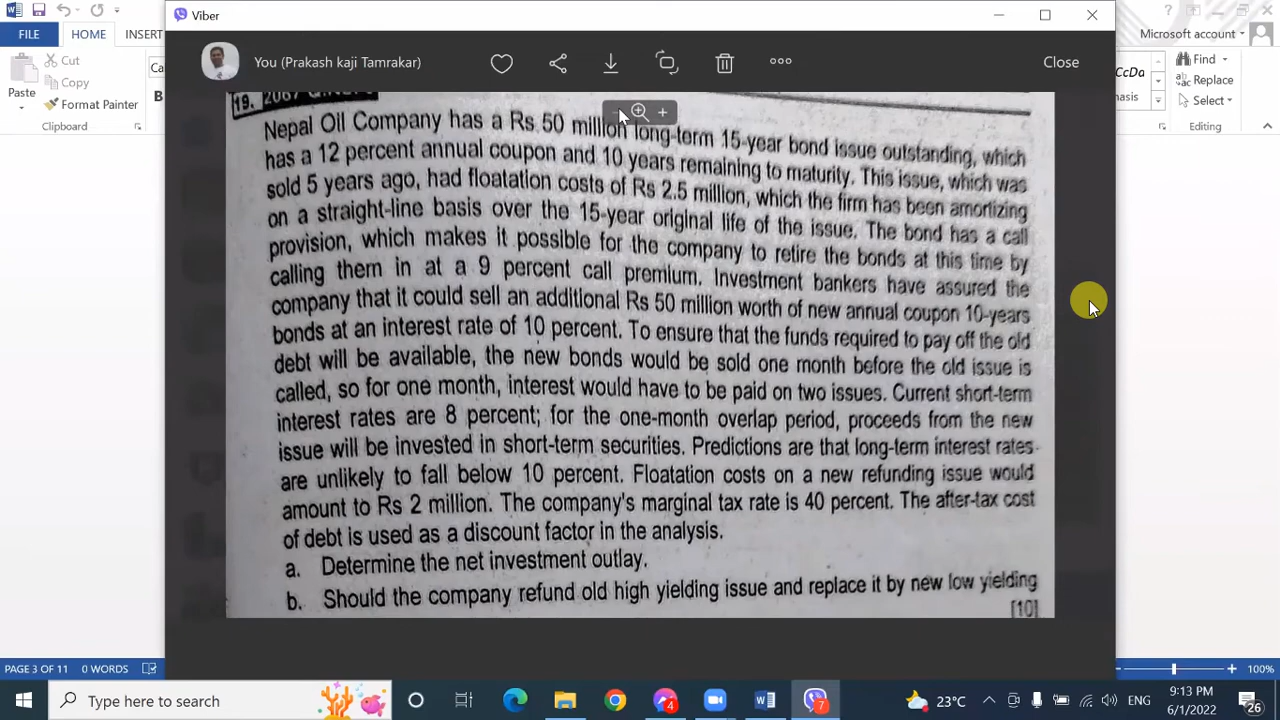 Viber
FILE
HOME
INSERT
Microsoft account
Cut
Copy
Paste
Format Painter
Clipboard
Find
Replace
Select
Editing
You (Prakash kaji Tamrakar)
Close
19. 2067
Nepal Oil Company has a Rs 50 million long-term 15-year bond issue outstanding, which
has a 12 percent annual coupon and 10 years remaining to maturity. This issue, which was
sold 5 years ago, had floatation costs of Rs 2.5 million, which the firm has been amortizing
on a straight-line basis over the 15-year original life of the issue. The bond has a call
provision, which makes it possible for the company to retire the bonds at this time by
calling them in at a 9 percent call premium. Investment bankers have assured the
company that it could sell an additional Rs 50 million worth of new annual coupon 10-years
bonds at an interest rate of 10 percent. To ensure that the funds required to pay off the old
debt will be available, the new bonds would be sold one month before the old issue is
called, so for one month, interest would have to be paid on two issues. Current short-term
interest rates are 8 percent; for the one-month overlap period, proceeds from the new
issue will be invested in short-term securities. Predictions are that long-term interest rates
are unlikely to fall below 10 percent. Floatation costs on a new refunding issue would
amount to Rs 2 million. The company's marginal tax rate is 40 percent. The after-tax cost
of debt is used as a discount factor in the analysis.
a. Determine the net investment outlay.
b. Should the company refund old high yielding issue and replace it by new low yielding
[10]
PAGE 3 OF 11
0 WORDS
100%
Type here to search
4
7
23°C
ENG
9:13 PM
6/1/2022
26